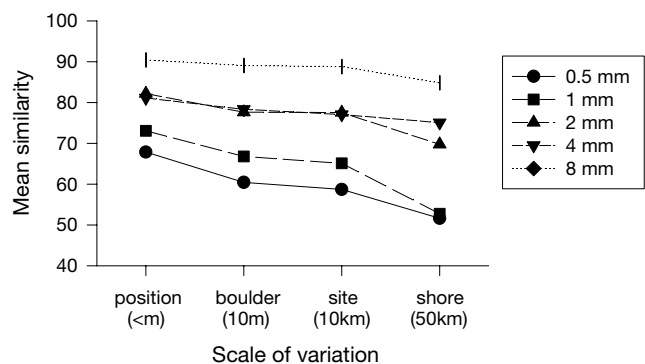 100
90
80
70
60
50
40
Mean similarity
position
(<m)
boulder
(10m)
site
(10km)
shore
(50km)
Scale of variation
0.5 mm
1 mm
2 mm
4 mm
8 mm